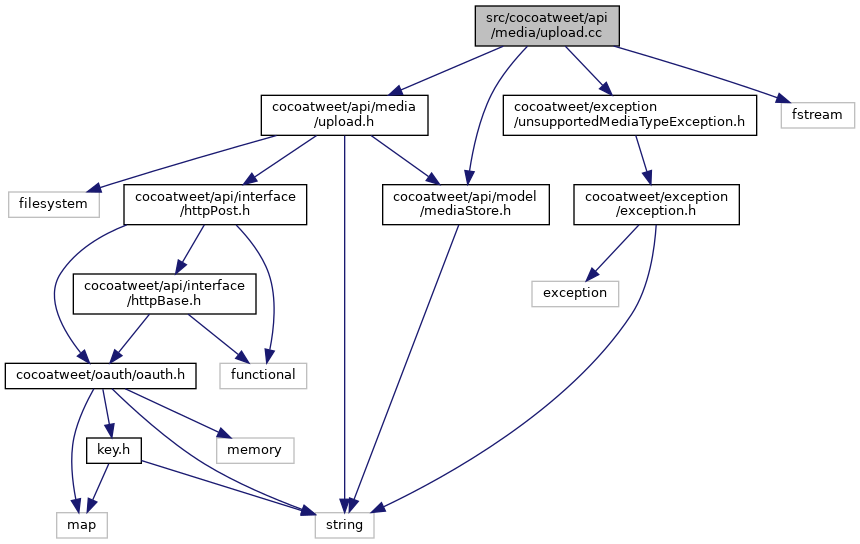 src/cocoatweet/api
/media/upload.cc
cocoatweet/api/media
/upload.h
cocoatweet/exception
/unsupportedMediaTypeException.h
fstream
filesystem
cocoatweet/api/interface
/httpPost.h
cocoatweet/api/model
/mediaStore.h
cocoatweet/exception
/exception.h
cocoatweet/api/interface
/httpBase.h
exception
cocoatweet/oauth/oauth.h
functional
key.h
memory
map
string